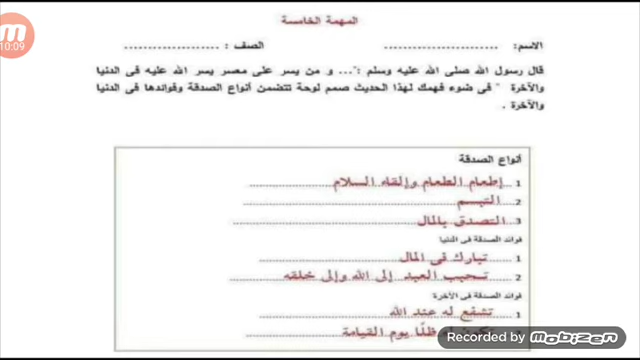 10:09
المهمة الخامسة
الاسم: .......................... الصف : ......................
قال رسول الله صلى الله عليه وسلم :"... و من يسر على معسر يسر الله عليه فى الدنيا
والآخرة " فى ضوء فهمك لهذا الحديث صمم لوحة تتضمن أنواع الصدقة وفوائدها فى الدنيا
والآخرة .
أنواع الصدقة
1 إطعام الطعام وإلقاء السلام
2 التبسم
3 التصدق بالمال
فوائد الصدقة فى الدنيا
1 تبارك فى المال
2 تحبب العبد إلى الله وإلى خلقه
فوائد الصدقة فى الآخرة
1 تشفع له عند الله
ظلًا يوم القيامة
Recorded by mobizen